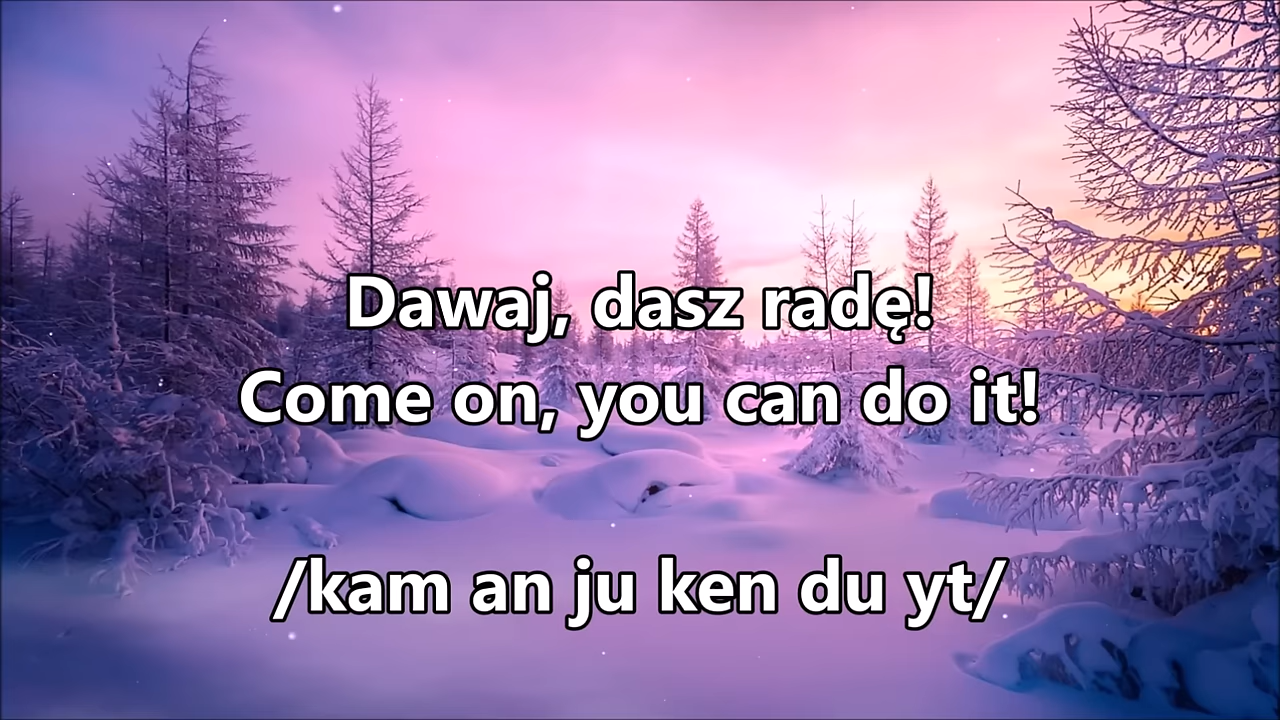 Dawaj, dasz radę!
Come on, you can do it!
/kam an ju ken du yt/